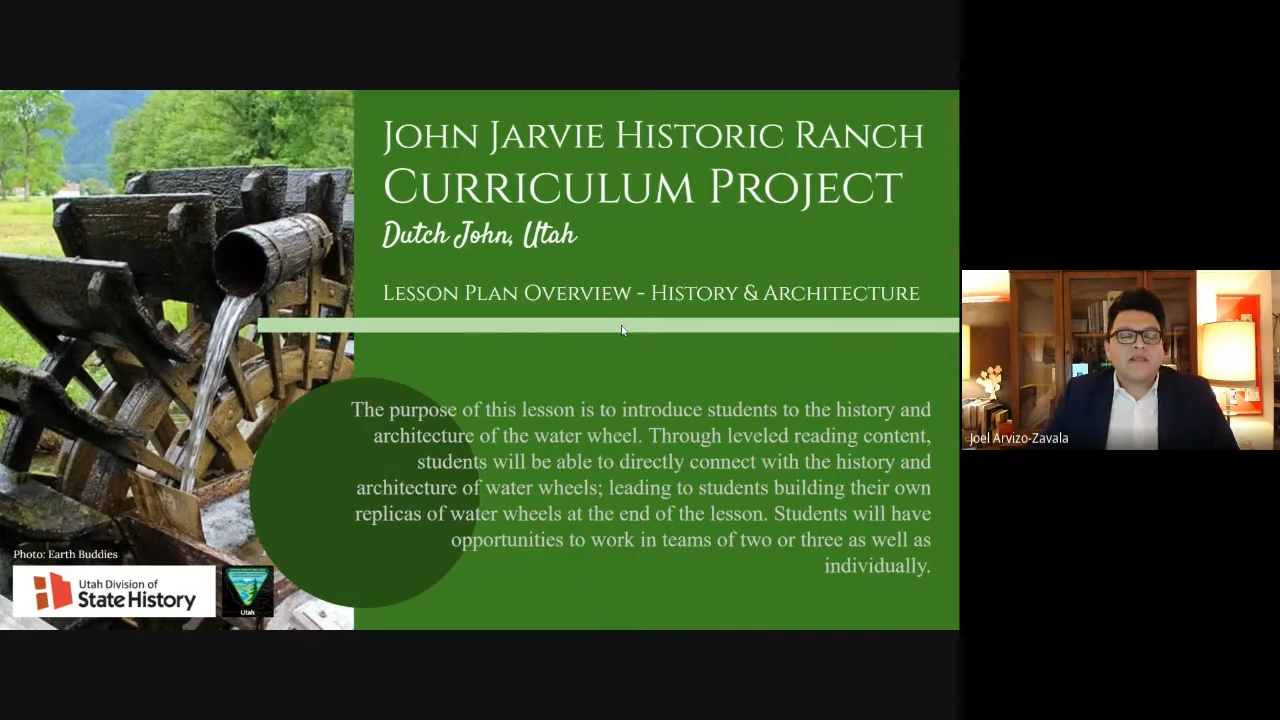 John Jarvie Historic Ranch
Curriculum Project
Dutch John, Utah
Lesson Plan Overview - History & Architecture
The purpose of this lesson is to introduce students to the history and
architecture of the water wheel. Through leveled reading content,
students will be able to directly connect with the history and
architecture of water wheels; leading to students building their own
replicas of water wheels at the end of the lesson. Students will have
opportunities to work in teams of two or three as well as
individually.
Photo: Earth Buddies
Utah Division of
State History
Utah
Joel Arvizo-Zavala